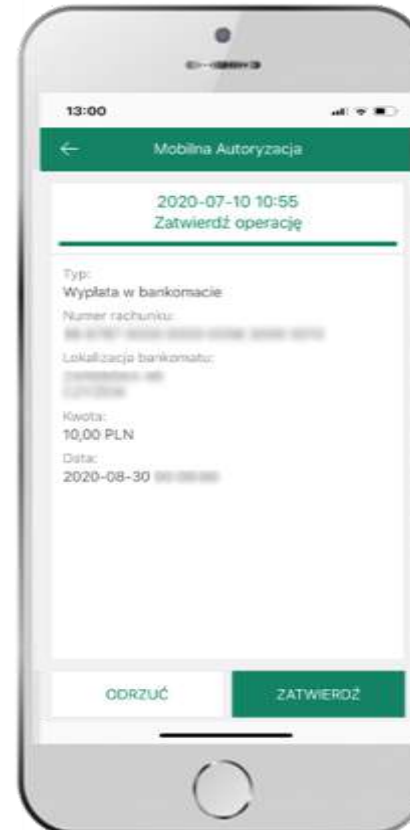 13:00
Mobilna Autoryzacja
2020-07-10 10:55
Zatwierdź operację
Typ:
Wypłata w bankomacie
Numer rachunku:
Lokalizacja bankomatu:
Kwota:
10,00 PLN
Data:
2020-08-30
ODRZUĆ
ZATWIERDŹ